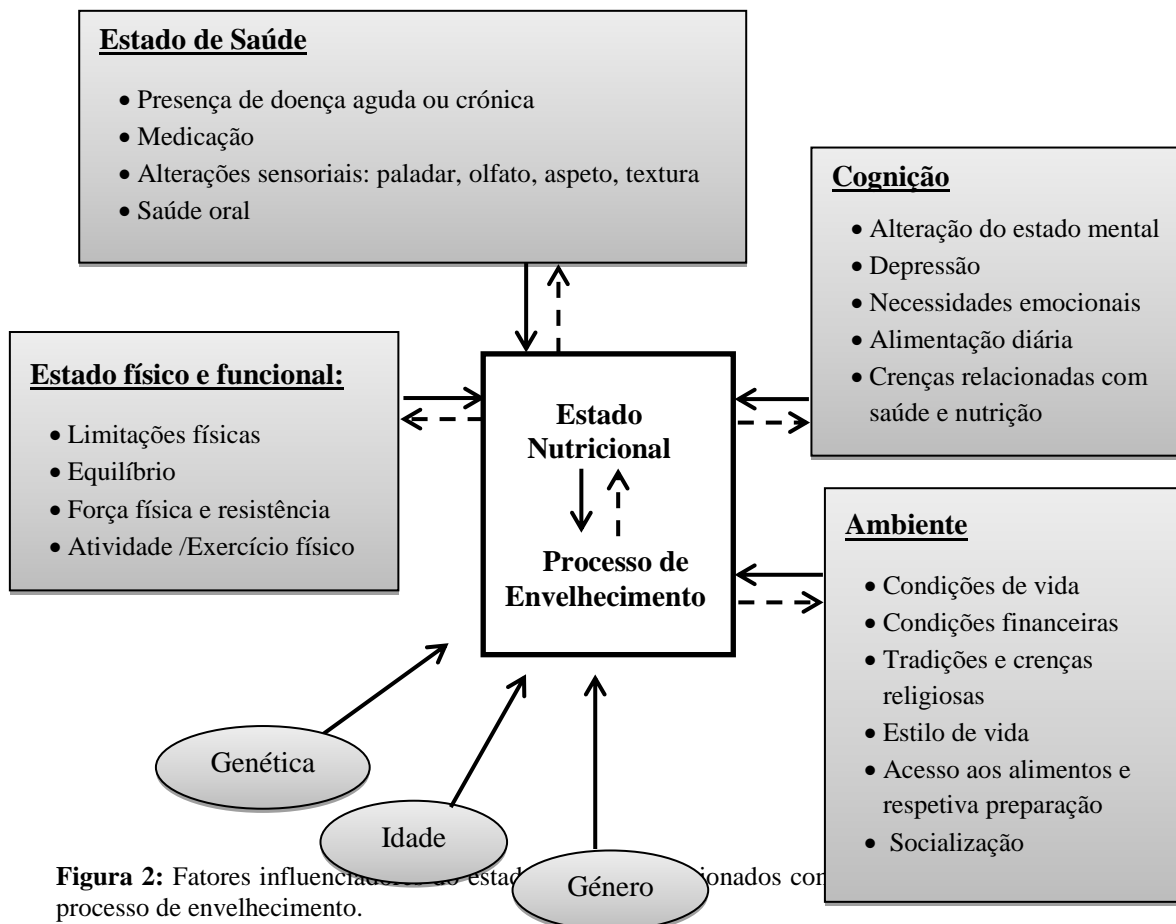 Estado de Saúde
• Presença de doença aguda ou crónica
• Medicação
• Alterações sensoriais: paladar, olfato, aspeto, textura
• Saúde oral
Cognição
• Alteração do estado mental
• Depressão
• Necessidades emocionais
• Alimentação diária
• Crenças relacionadas com
saúde e nutrição
Estado físico e funcional:
• Limitações físicas
• Equilíbrio
• Força física e resistência
• Atividade /Exercício físico
Estado
Nutricional
Processo de
Envelhecimento
Ambiente
• Condições de vida
• Condições financeiras
• Tradições e crenças
religiosas
• Estilo de vida
• Acesso aos alimentos e
respetiva preparação
• Socialização
Genética
Idade
Género
Figura 2: Fatores
processo de envelhecimento.